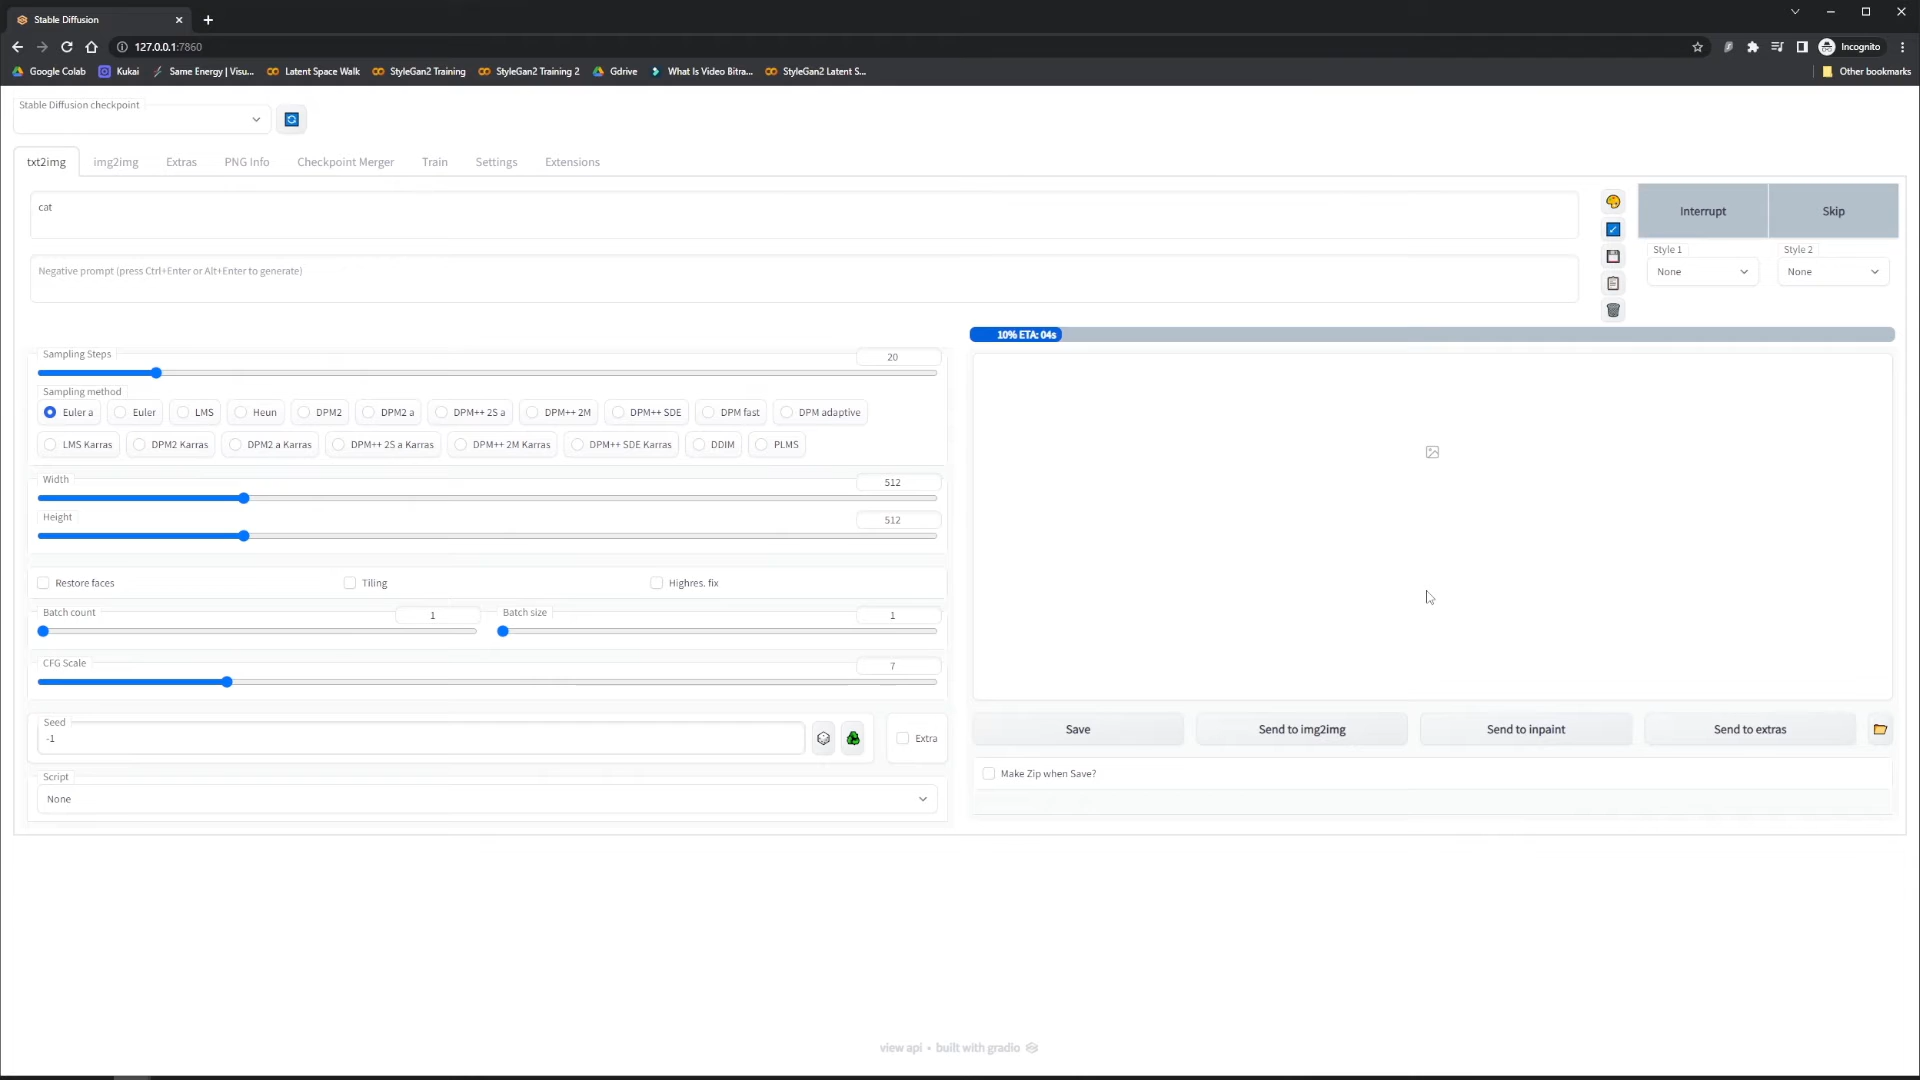 Stable Diffusion
127.0.0.1:7860
Incognito
Google Colab
Kukai
Same Energy | Visu...
Latent Space Walk
StyleGan2 Training
StyleGan2 Training 2
Gdrive
What Is Video Bitra...
StyleGan2 Latent S...
Other bookmarks
Stable Diffusion checkpoint
txt2img
img2img
Extras
PNG Info
Checkpoint Merger
Train
Settings
Extensions
cat
Negative prompt (press Ctrl+Enter or Alt+Enter to generate)
Interrupt
Skip
Style 1
Style 2
None
None
10% ETA: 04s
Sampling Steps
20
Sampling method
Euler a
Euler
LMS
Heun
DPM2
DPM2 a
DPM++ 2S a
DPM++ 2M
DPM++ SDE
DPM fast
DPM adaptive
LMS Karras
DPM2 Karras
DPM2 a Karras
DPM++ 2S a Karras
DPM++ 2M Karras
DPM++ SDE Karras
DDIM
PLMS
Width
512
Height
512
Restore faces
Tiling
Highres. fix
Batch count
1
Batch size
1
CFG Scale
7
Seed
-1
Extra
Script
None
Save
Send to img2img
Send to inpaint
Send to extras
Make Zip when Save?
view api • built with gradio